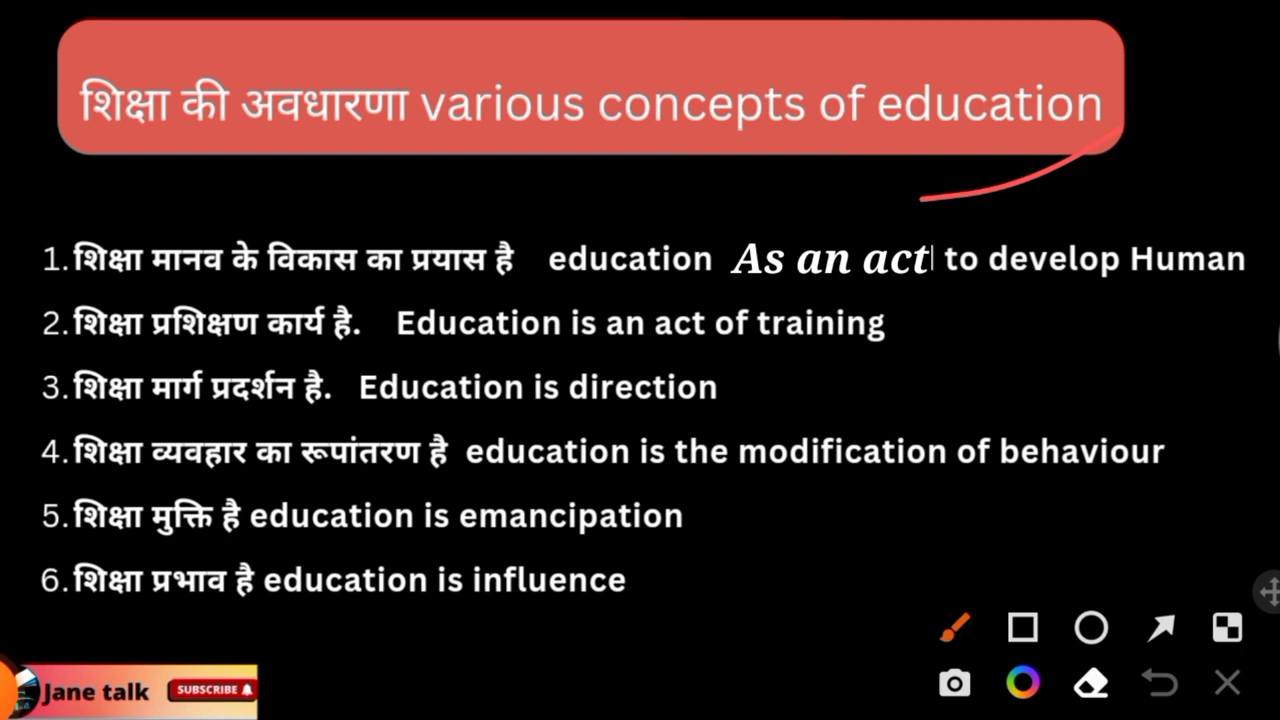 शिक्षा की अवधारणा various concepts of education
1. शिक्षा मानव के विकास का प्रयास है education As an act to develop Human
2. शिक्षा प्रशिक्षण कार्य है. Education is an act of training
3. शिक्षा मार्ग प्रदर्शन है. Education is direction
4. शिक्षा व्यवहार का रूपांतरण है education is the modification of behaviour
5. शिक्षा मुक्ति है education is emancipation
6. शिक्षा प्रभाव है education is influence
Jane talk SUBSCRIBE